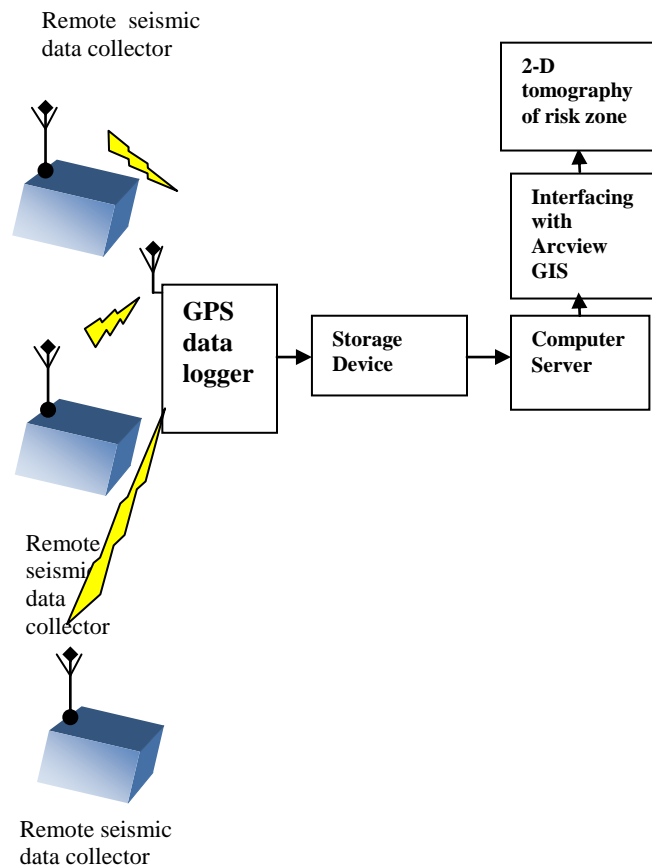 Remote seismic
data collector
2-D
tomography
of risk zone
Interfacing
with
Arcview
GIS
GPS
data
logger
Storage
Device
Computer
Server
Remote
seismic
data
collector
Remote seismic
data collector